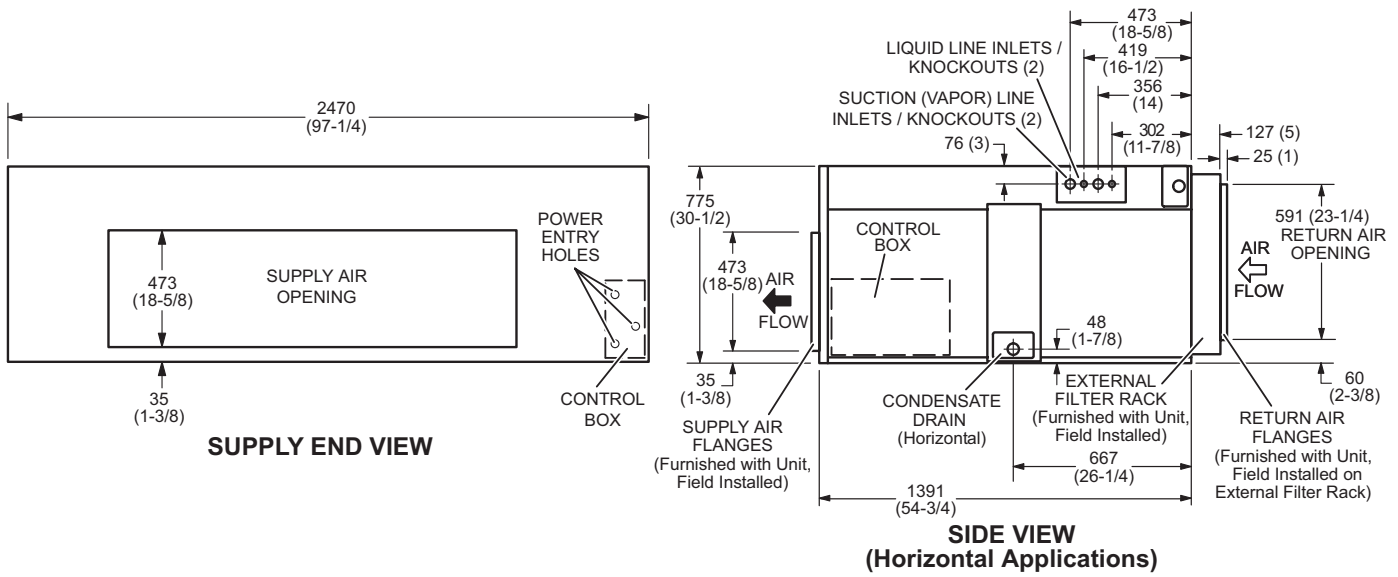 2470
(97-1/4)
473
(18-5/8)
SUPPLY AIR
OPENING
POWER
ENTRY
HOLES
35
(1-3/8)
CONTROL
BOX
SUPPLY END VIEW
473
(18-5/8)
LIQUID LINE INLETS /
KNOCKOUTS (2)
419
(16-1/2)
SUCTION (VAPOR) LINE
INLETS / KNOCKOUTS (2)
356
(14)
76 (3)
302
(11-7/8)
127 (5)
25 (1)
775
(30-1/2)
473
(18-5/8)
AIR
FLOW
CONTROL
BOX
591 (23-1/4)
RETURN AIR
OPENING
AIR
FLOW
48
(1-7/8)
35
(1-3/8)
60
(2-3/8)
SUPPLY AIR
FLANGES
(Furnished with Unit,
Field Installed)
CONDENSATE
DRAIN
(Horizontal)
EXTERNAL
FILTER RACK
(Furnished with Unit,
Field Installed)
RETURN AIR
FLANGES
(Furnished with Unit,
Field Installed on
External Filter Rack)
667
(26-1/4)
1391
(54-3/4)
SIDE VIEW
(Horizontal Applications)